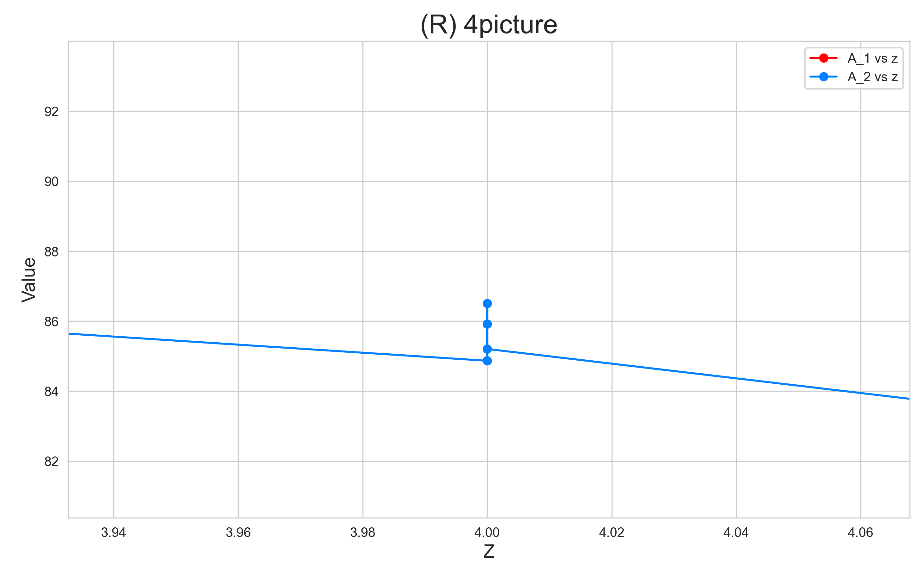 (R) 4picture
A_1 vs z
A_2 vs z
92
90
88
86
84
82
Value
3.94 3.96 3.98 4.00 4.02 4.04 4.06
Z